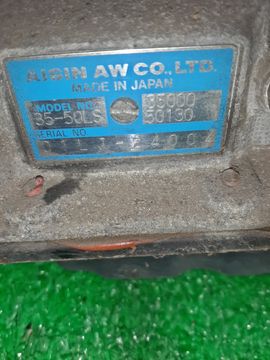 AISIN AW CO., LTD.
MADE IN JAPAN
MODEL NO. 35000
35-50LS 50130
SERIAL NO